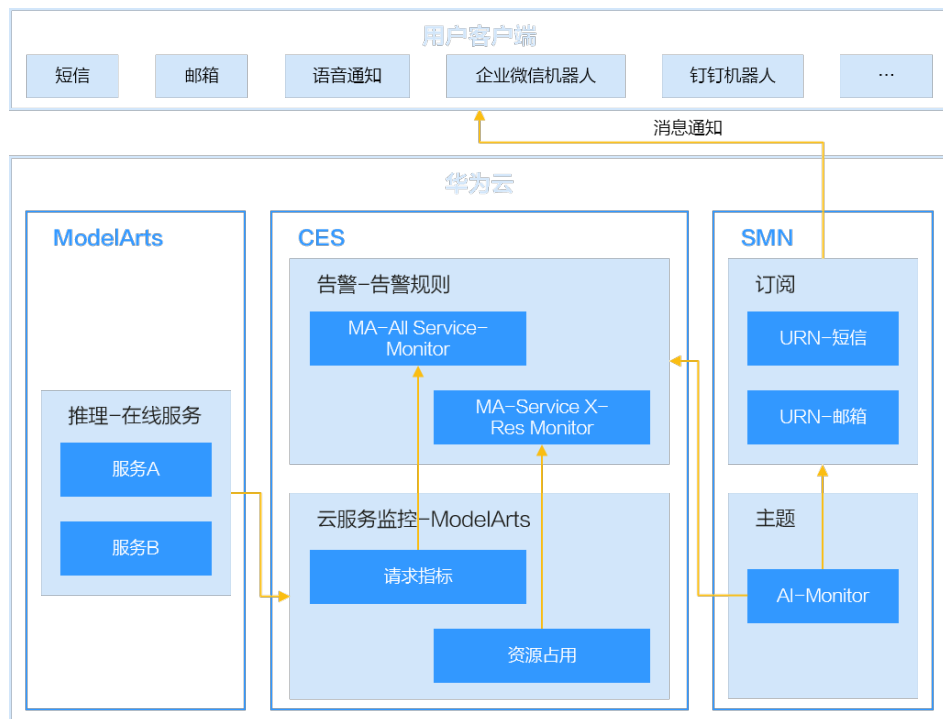 用户客户端
短信
邮箱
语音通知
企业微信机器人
钉钉机器人
...
消息通知
华为云
ModelArts
CES
SMN
告警-告警规则
MA-All Service-
Monitor
MA-Service X-
Res Monitor
订阅
URN-短信
URN-邮箱
推理-在线服务
服务A
服务B
云服务监控-ModelArts
请求指标
资源占用
主题
AI-Monitor